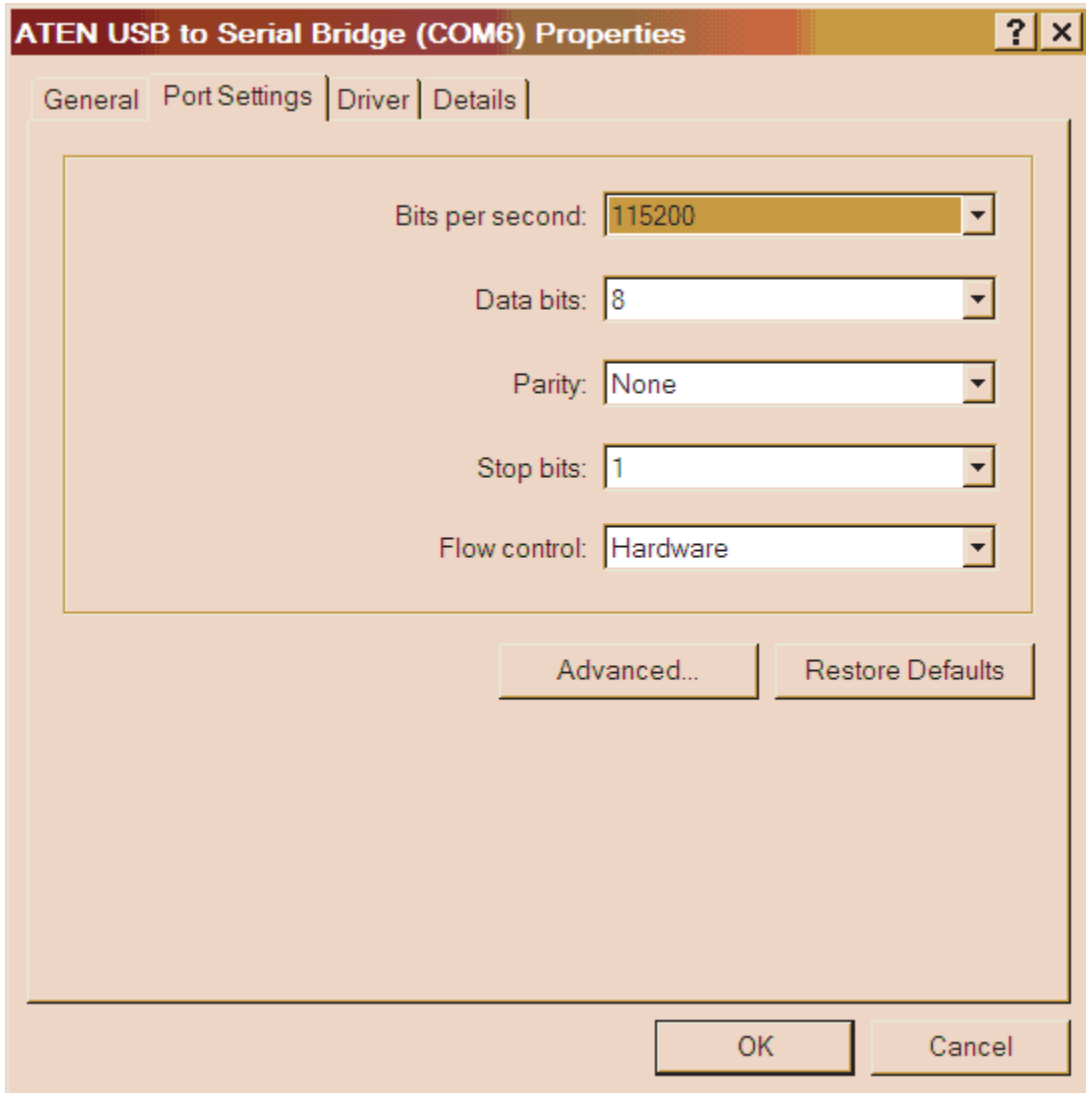 ATEN USB to Serial Bridge (COM6) Properties
General Port Settings Driver Details
Bits per second: 115200
Data bits: 8
Parity: None
Stop bits: 1
Flow control: Hardware
Advanced... Restore Defaults
OK Cancel